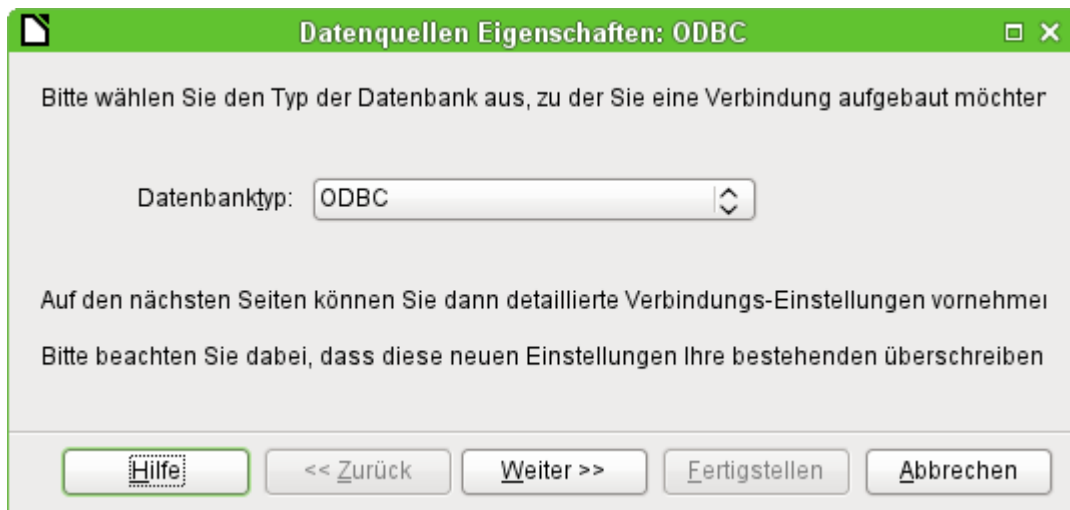 Datenquellen Eigenschaften: ODBC
Bitte wählen Sie den Typ der Datenbank aus, zu der Sie eine Verbindung aufgebaut
Datenbanktyp: ODBC
Auf den nächsten Seiten können Sie dann detaillierte Verbindungs-Einstellungen
Bitte beachten Sie dabei, dass diese neuen Einstellungen Ihre bestehenden überschreiben
Hilfe << Zurück Weiter >> Fertigstellen Abbrechen